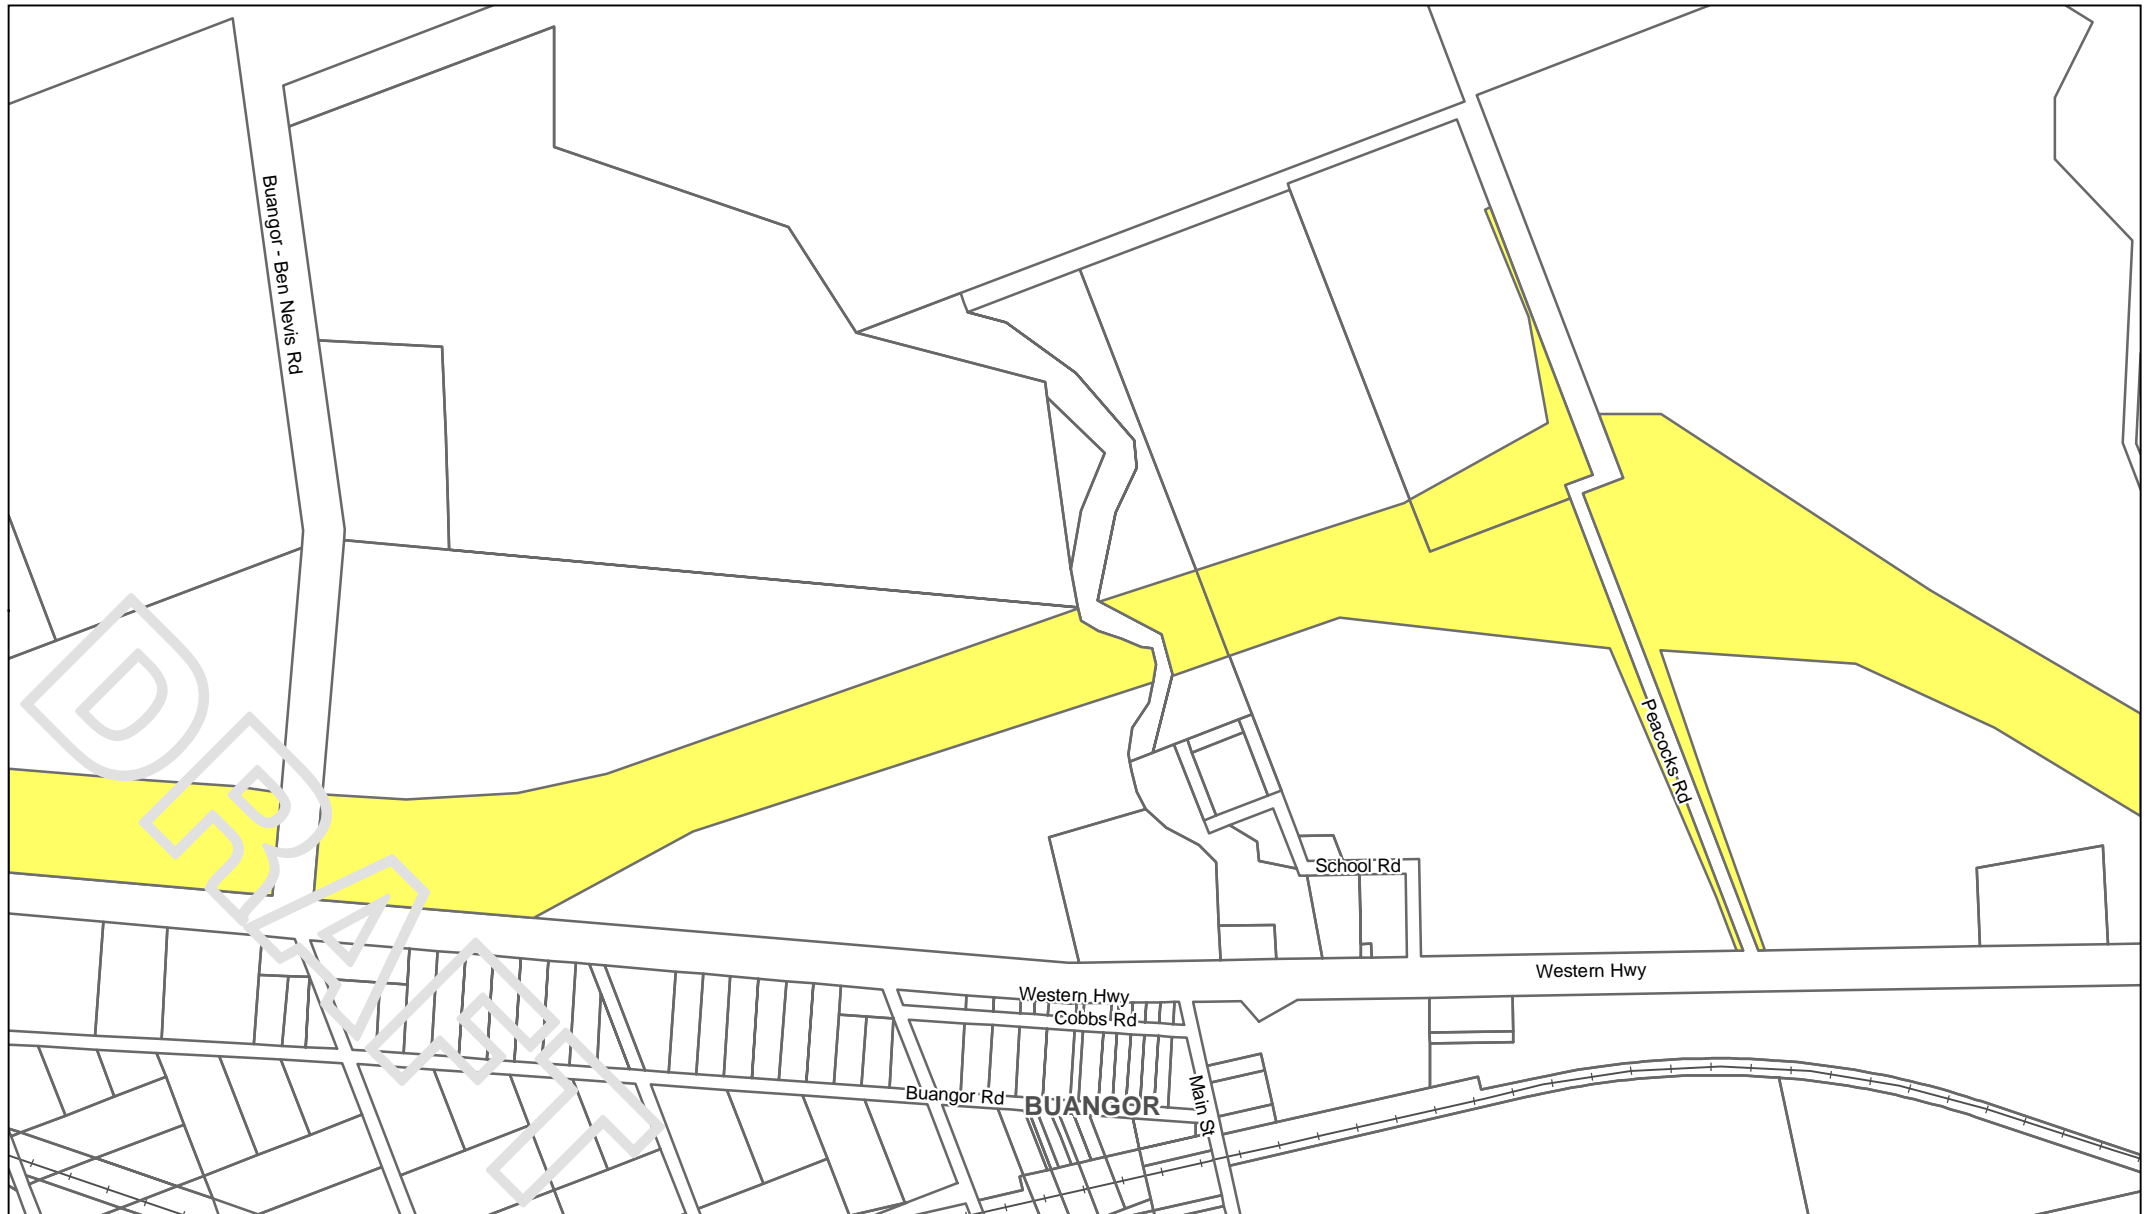 Buangor - Ben Nevis Rd
DRAFT
Peacocks Rd
School Rd
Western Hwy
Western Hwy
Cobbs Rd
Buangor Rd
BUANGOR
Main St